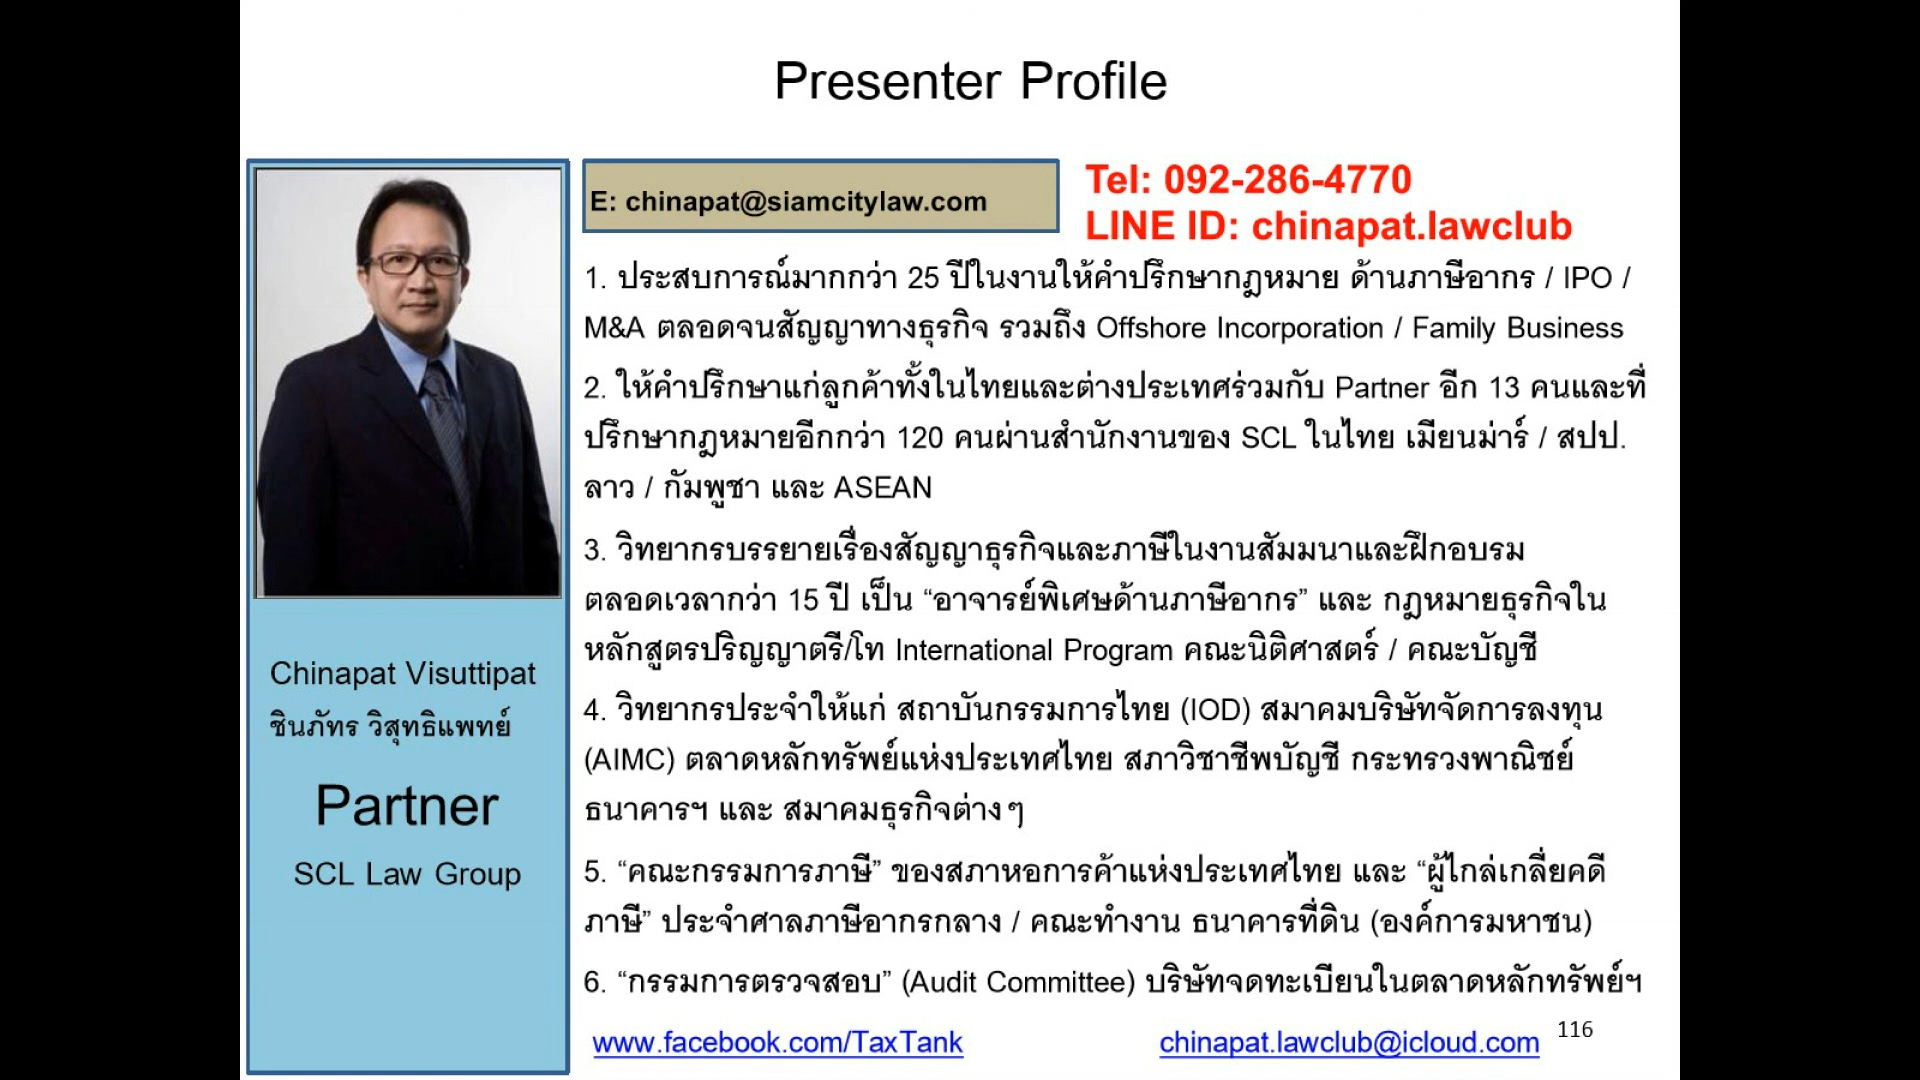 Presenter Profile
E: chinapat@siamcitylaw.com
Tel: 092-286-4770
LINE ID: chinapat.lawclub
1. ประสบการณ์มากกว่า 25 ปีในงานให้คำปรึกษากฎหมาย ด้านภาษีอากร / IPO /
M&A ตลอดจนสัญญาทางธุรกิจ รวมถึง Offshore Incorporation / Family Business
2. ให้คำปรึกษาแก่ลูกค้าทั้งในไทยและต่างประเทศร่วมกับ Partner อีก 13 คนและที่
ปรึกษากฎหมายอีกกว่า 120 คนผ่านสำนักงานของ SCL ในไทย เมียนม่าร์ / สปป.
ลาว / กัมพูชา และ ASEAN
3. วิทยากรบรรยายเรื่องสัญญาธุรกิจและภาษีในงานสัมมนาและฝึกอบรม
ตลอดเวลากว่า 15 ปี เป็น “อาจารย์พิเศษด้านภาษีอากร” และ กฎหมายธุรกิจใน
หลักสูตรปริญญาตรี/โท International Program คณะนิติศาสตร์ / คณะบัญชี
4. วิทยากรประจำให้แก่ สถาบันกรรมการไทย (IOD) สมาคมบริษัทจัดการลงทุน
(AIMC) ตลาดหลักทรัพย์แห่งประเทศไทย สภาวิชาชีพบัญชี กระทรวงพาณิชย์
ธนาคารฯ และ สมาคมธุรกิจต่างๆ
5. “คณะกรรมการภาษี” ของสภาหอการค้าแห่งประเทศไทย และ “ผู้ไกล่เกลี่ยคดี
ภาษี” ประจำศาลภาษีอากรกลาง / คณะทำงาน ธนาคารที่ดิน (องค์การมหาชน)
6. “กรรมการตรวจสอบ” (Audit Committee) บริษัทจดทะเบียนในตลาดหลักทรัพย์ฯ
Chinapat Visuttipat
ชินภัทร วิสุทธิแพทย์
Partner
SCL Law Group
www.facebook.com/TaxTank
chinapat.lawclub@icloud.com
116